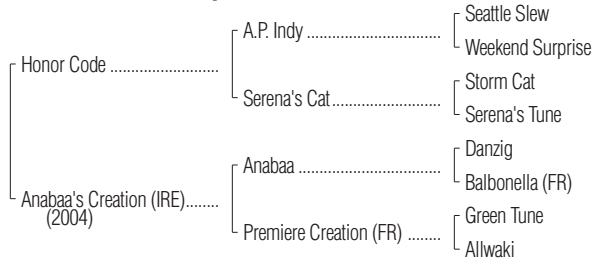 Seattle Slew
A.P. Indy ................................
Weekend Surprise
Honor Code ..........................
Storm Cat
Serena's Cat..........................
Serena's Tune
Danzig
Anabaa ..................................
Balbonella (FR)
Anabaa's Creation (IRE)........
(2004)
Green Tune
Premiere Creation (FR) ........
Allwaki